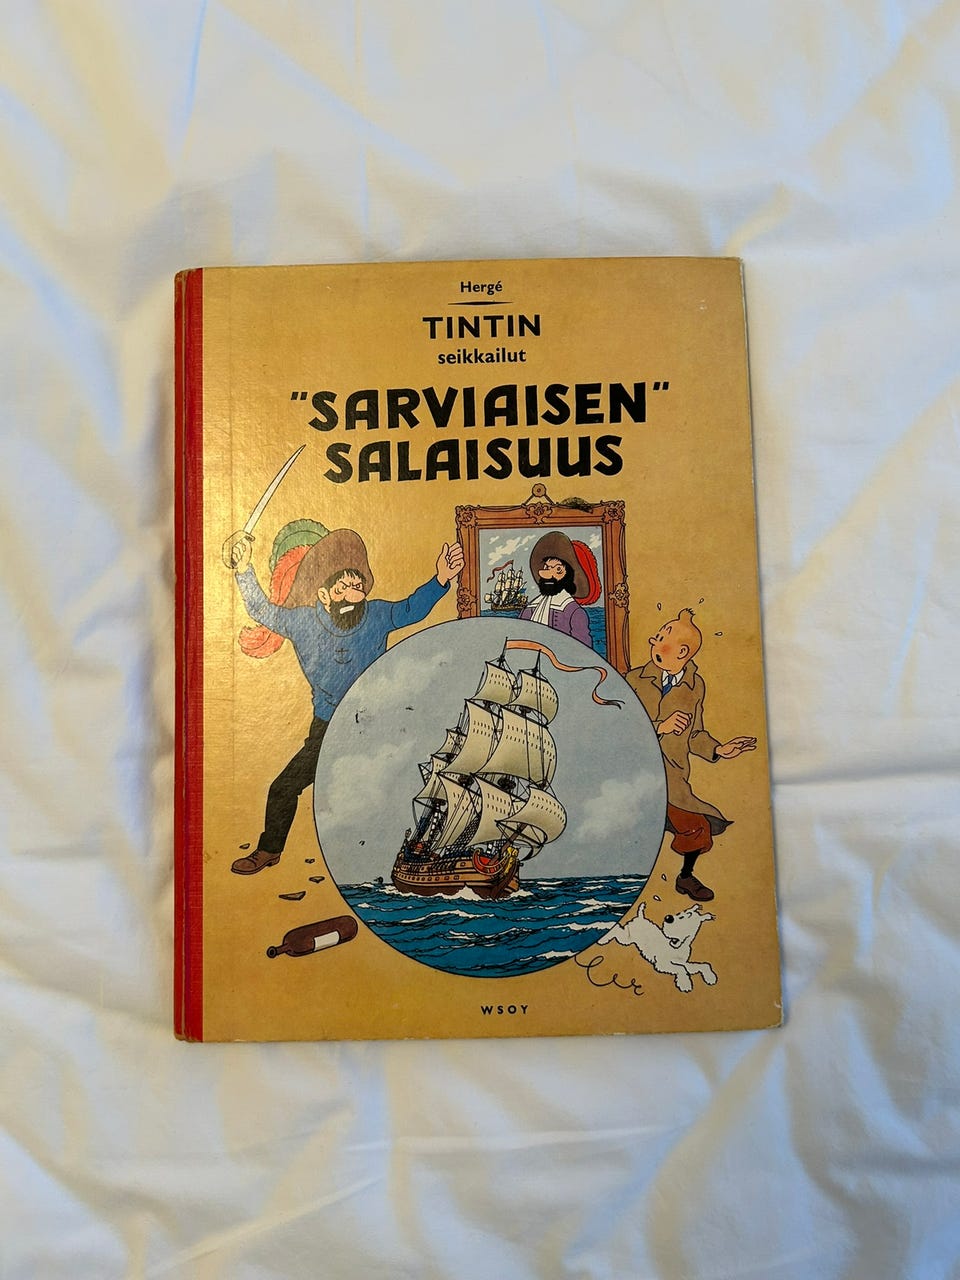 Hergé
TINTIN
seikkailut
"SARVIAISEN"
SALAISUUS
WSOY